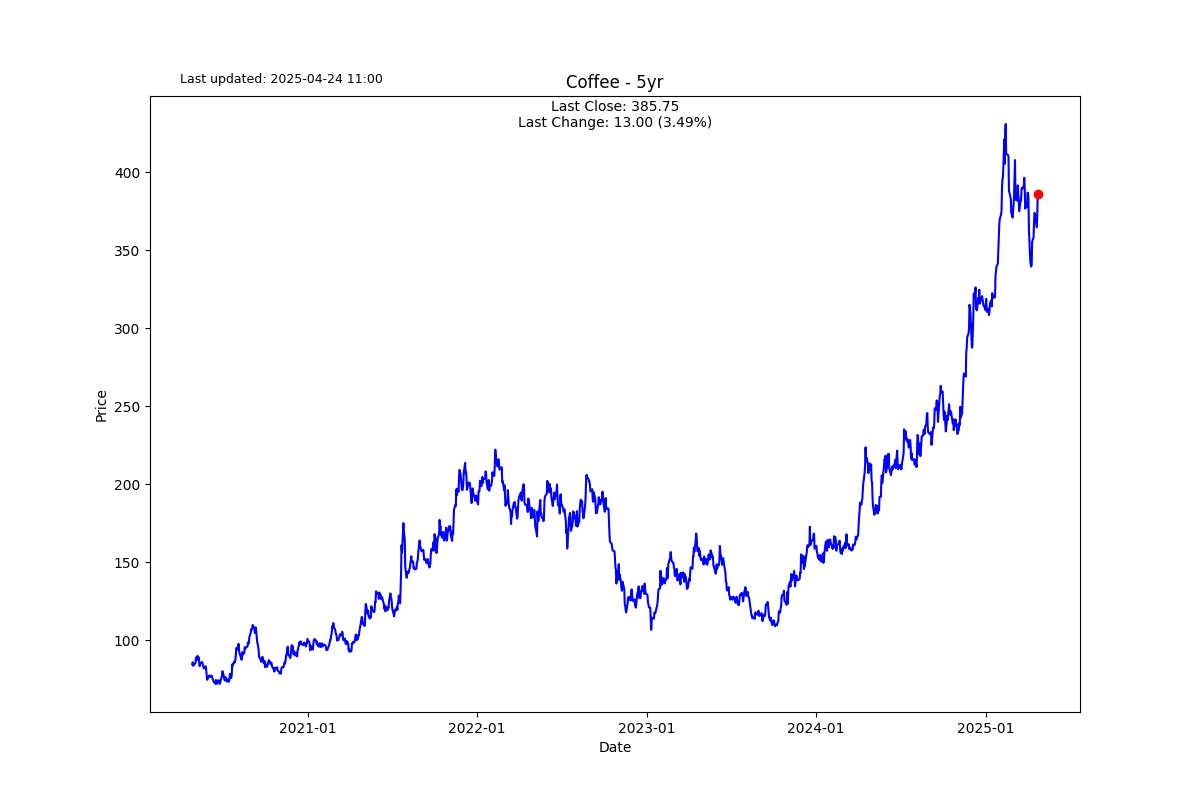 Last updated: 2025-04-24 11:00
Coffee - 5yr
Last Close: 385.75
Last Change: 13.00 (3.49%)
400
350
300
250
200
150
100
Price
2021-01
2022-01
2023-01
2024-01
2025-01
Date